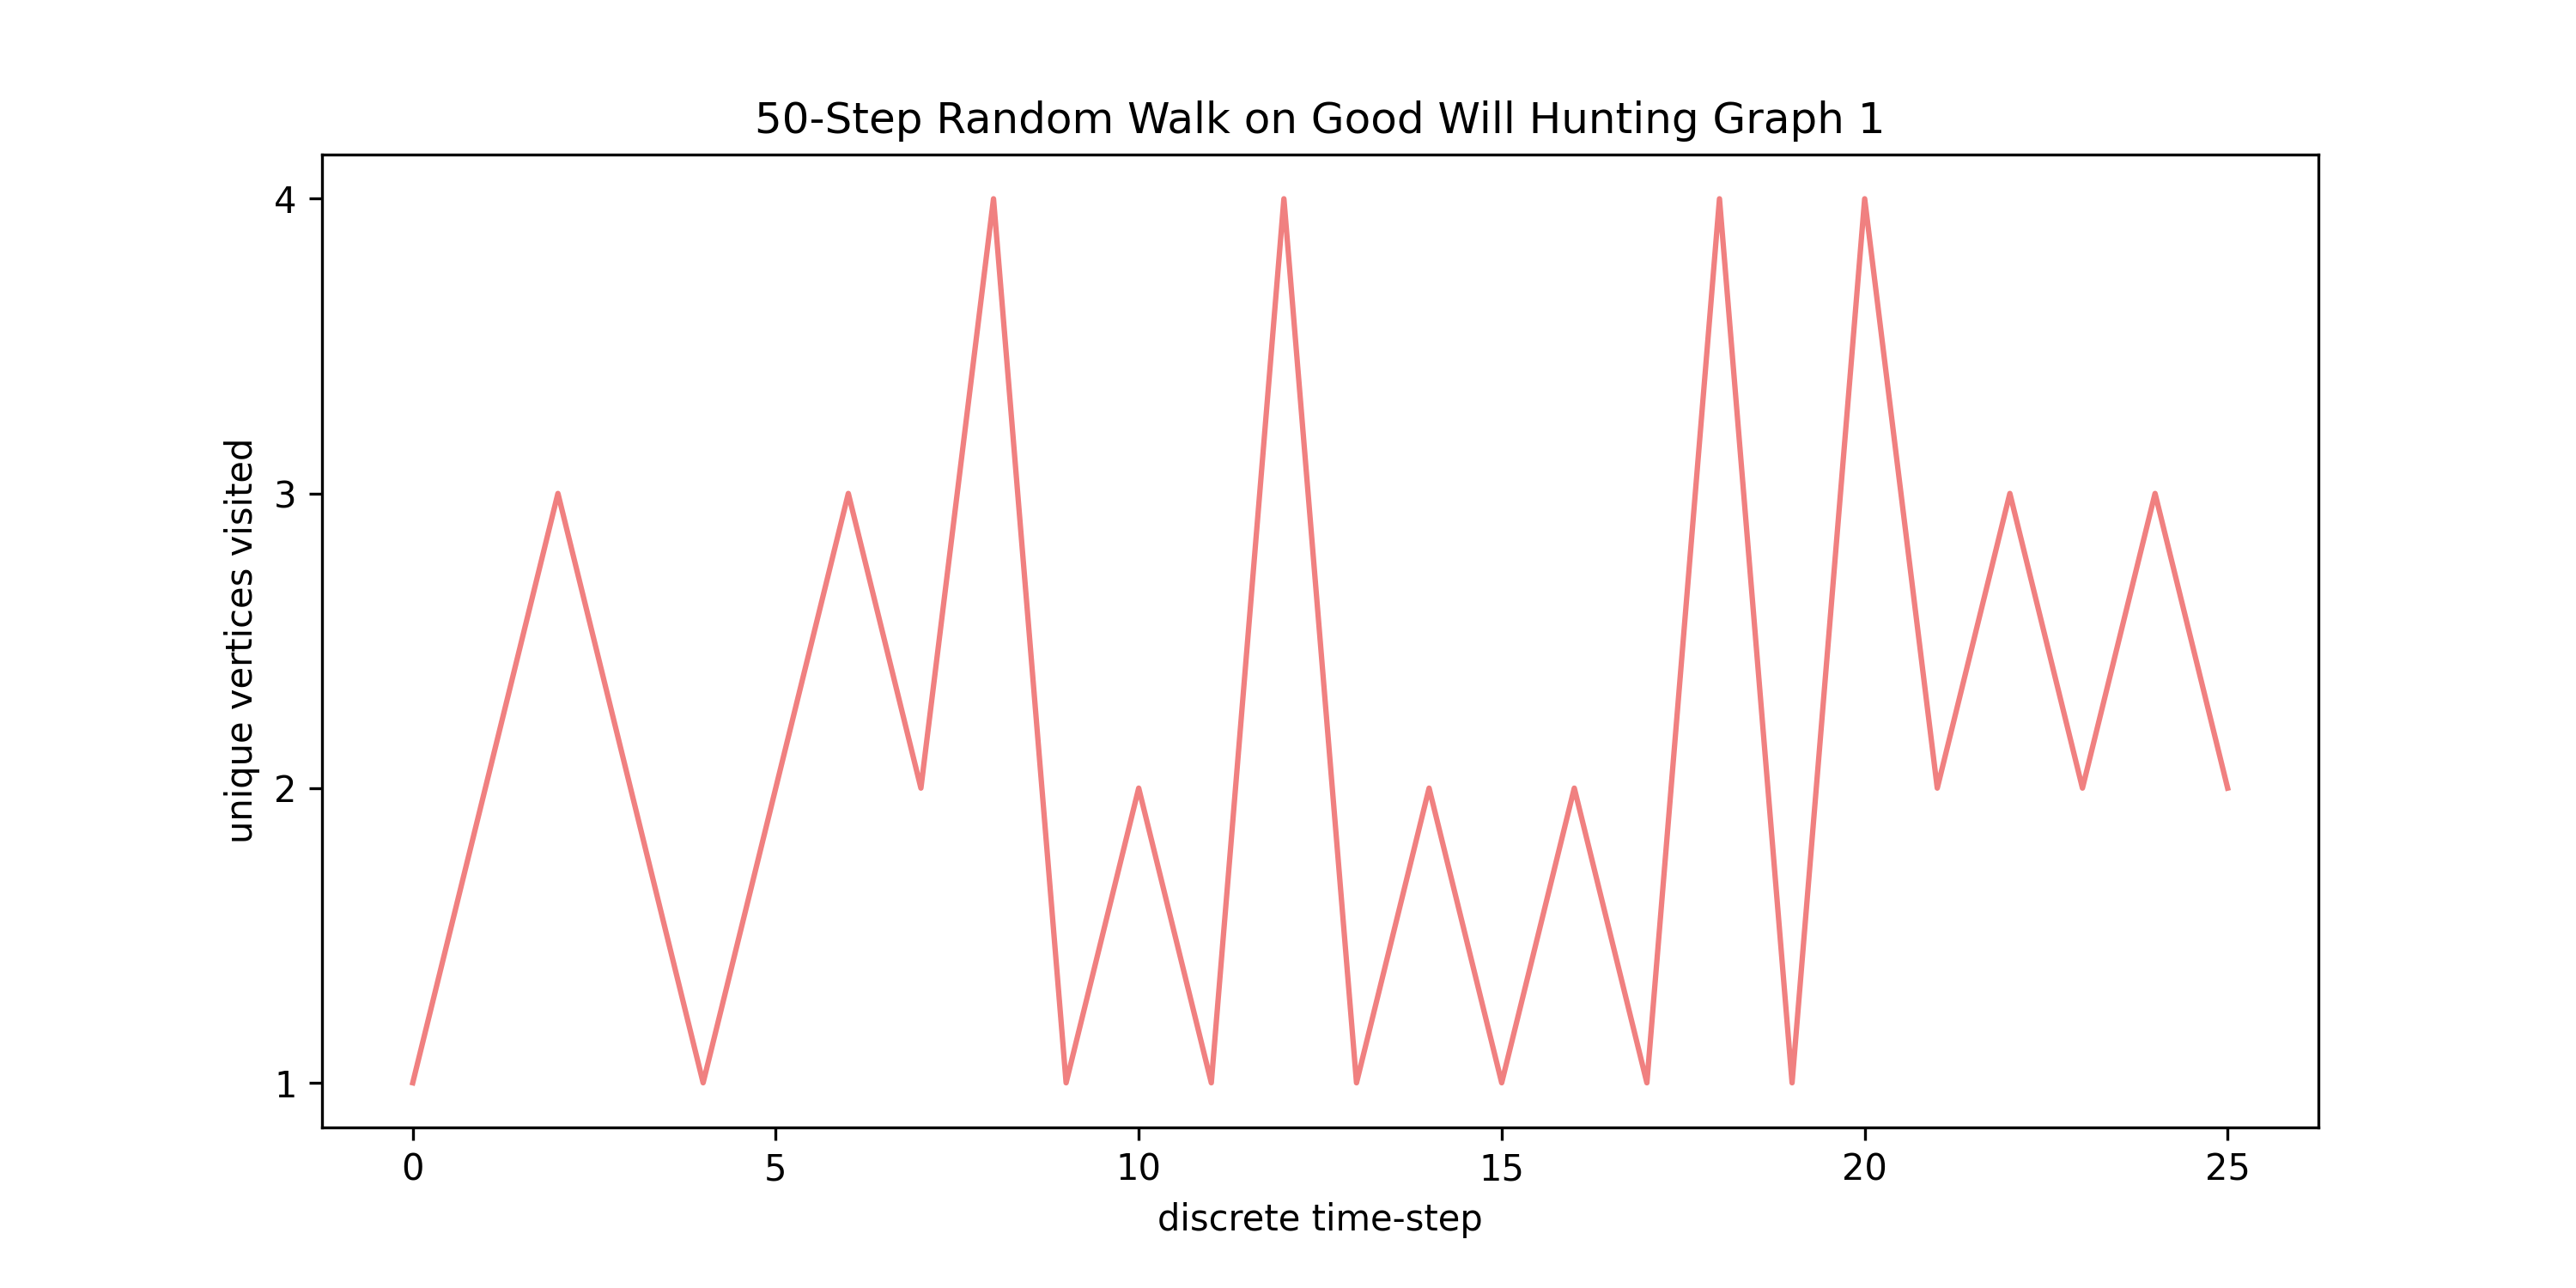 50-Step Random Walk on Good Will Hunting Graph 1
4
3
2
1
unique vertices visited
0 5 10 15 20 25
discrete time-step